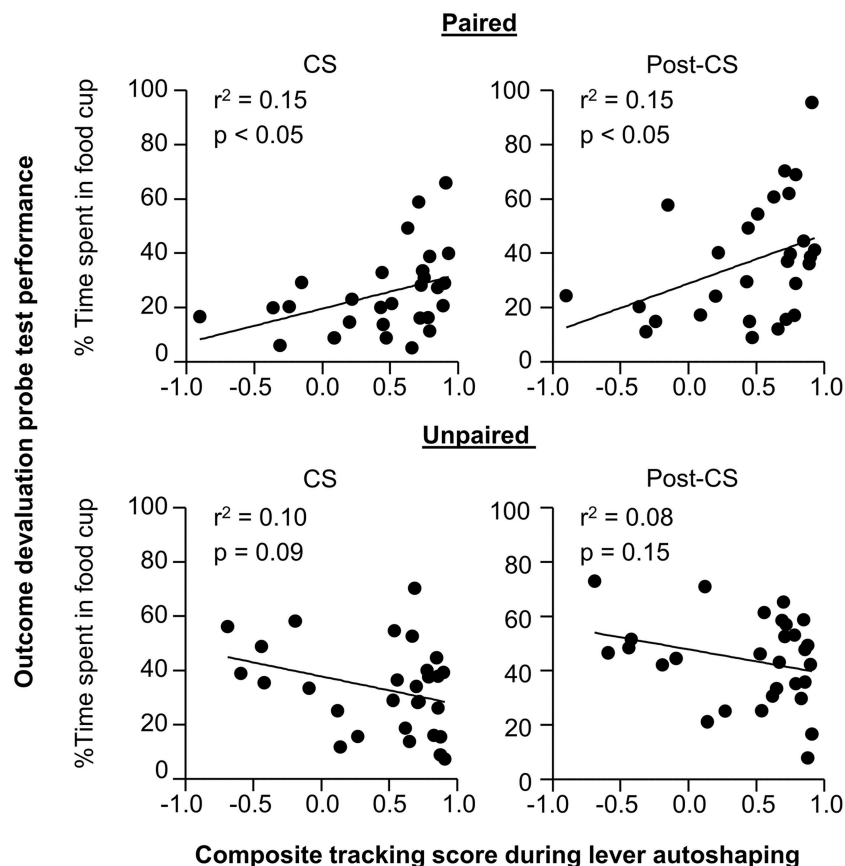 Paired
CS
Post-CS
Outcome devaluation probe test performance
% Time spent in food cup
100
80
60
40
20
0
r² = 0.15
p < 0.05
-1.0 -0.5 0.0 0.5 1.0
100
80
60
40
20
0
r² = 0.15
p < 0.05
-1.0 -0.5 0.0 0.5 1.0
Unpaired
CS
Post-CS
%Time spent in food cup
100
80
60
40
20
0
r² = 0.10
p = 0.09
-1.0 -0.5 0.0 0.5 1.0
100
80
60
40
20
0
r² = 0.08
p = 0.15
-1.0 -0.5 0.0 0.5 1.0
Composite tracking score during lever autoshaping